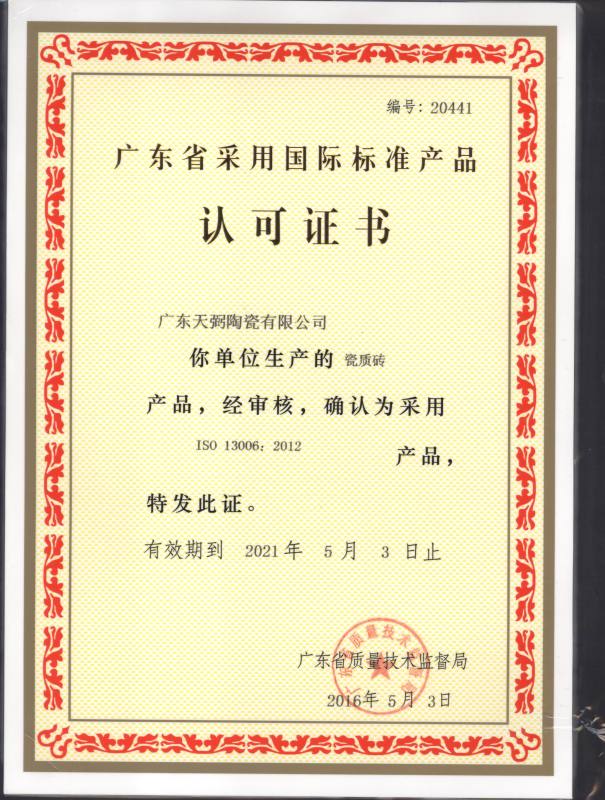 编号：20441
广东省采用国际标准产品
认可证书
广东天弼陶瓷有限公司
你单位生产的 瓷质砖
产品，经审核，确认为采用
ISO 13006：2012
产品，
特发此证。
有效期到 2021 年 5 月 3 日止
广东省质量技术监督局
2016年 5 月 3日